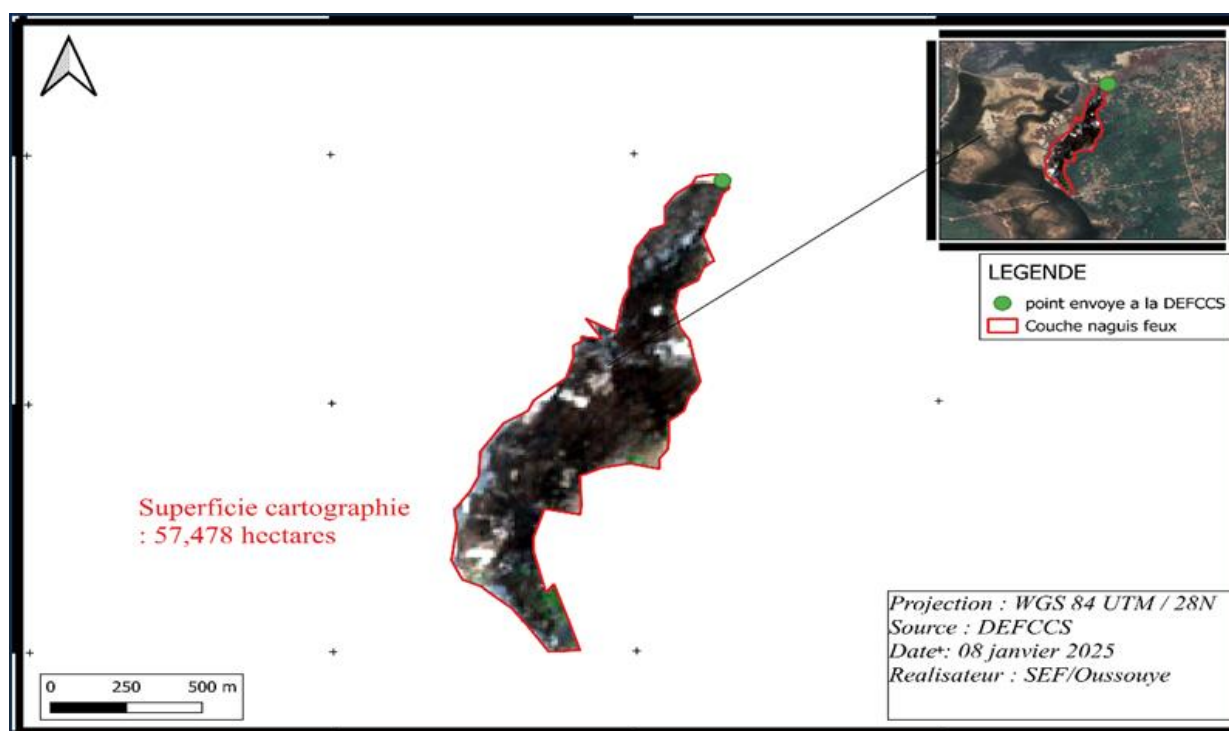 LEGENDE
point envoye a la DEFCCS
Couche naguis feux
Superficie cartographie
: 57,478 hectares
Projection : WGS 84 UTM / 28N
Source : DEFCCS
Date : 08 janvier 2025
Realisateur : SEF/Oussouye
0 250 500 m